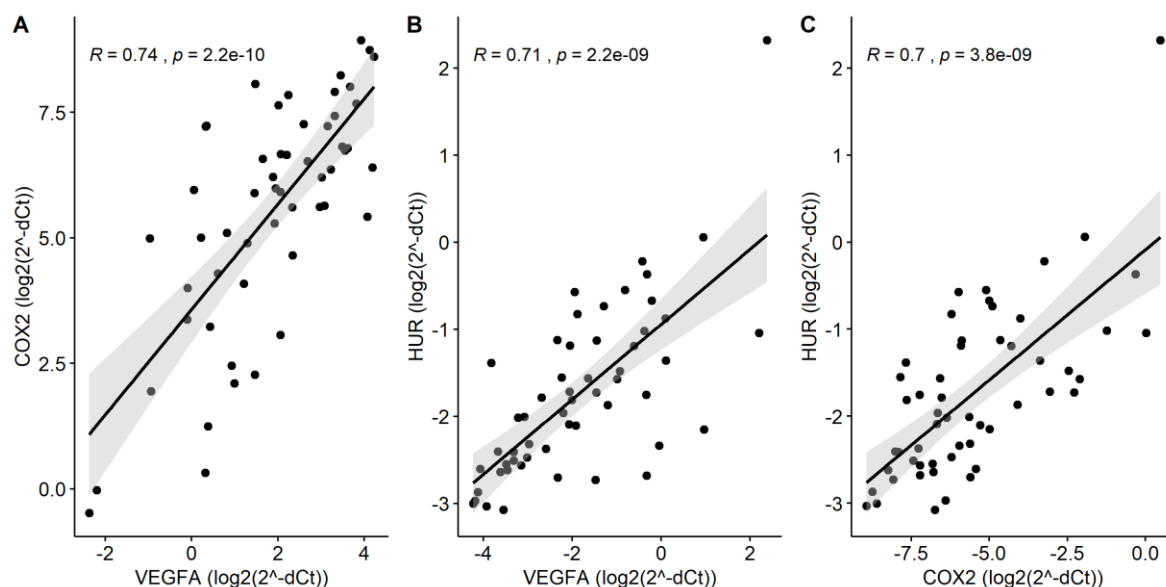 A
R = 0.74 , p = 2.2e-10
COX2 (log2(2^-dCt))
7.5
5.0
2.5
0.0
-2
0
2
4
VEGFA (log2(2^-dCt))
B
R = 0.71 , p = 2.2e-09
HUR (log2(2^-dCt))
2
1
0
-1
-2
-3
-4
-2
0
2
VEGFA (log2(2^-dCt))
C
R = 0.7 , p = 3.8e-09
HUR (log2(2^-dCt))
2
1
0
-1
-2
-3
-7.5
-5.0
-2.5
0.0
COX2 (log2(2^-dCt))